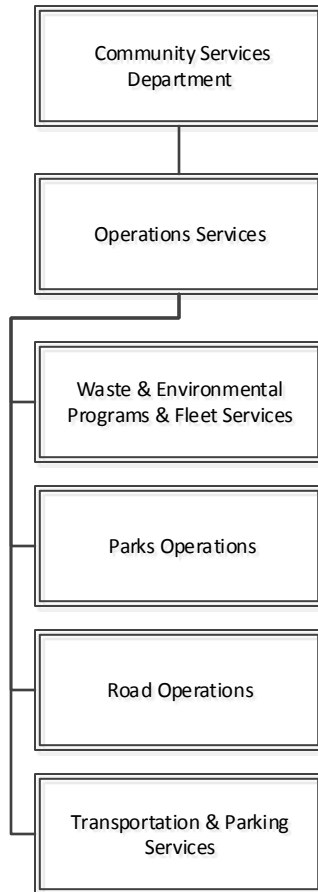 Community Services
Department
Operations Services
Waste & Environmental
Programs & Fleet Services
Parks Operations
Road Operations
Transportation & Parking
Services